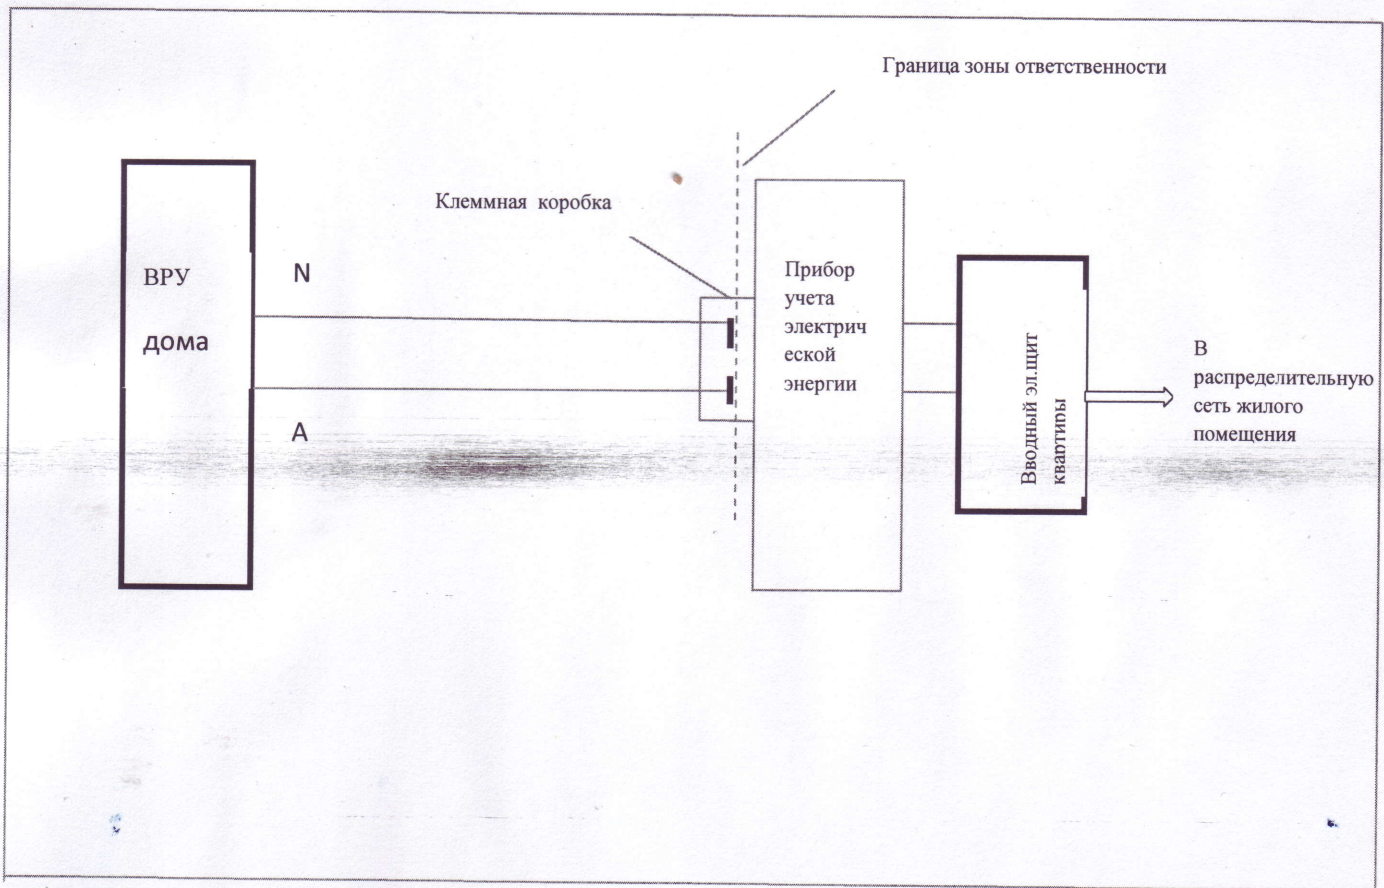 Граница зоны ответственности
Клеммная коробка
ВРУ
дома
N
A
Прибор
учета
электрич
еской
энергии
Вводный эл.щит
квартиры
В
распределительную
сеть жилого
помещения